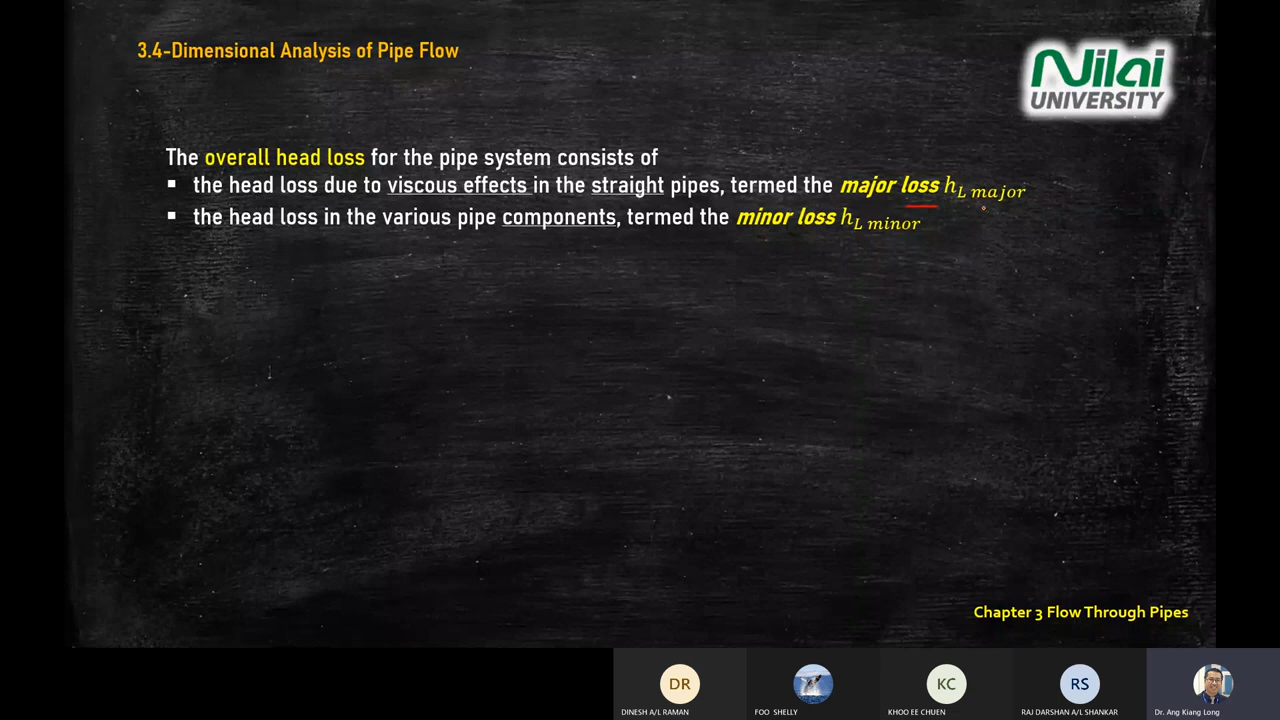 3.4-Dimensional Analysis of Pipe Flow
Nilai
UNIVERSITY
The overall head loss for the pipe system consists of
▪ the head loss due to viscous effects in the straight pipes, termed the major loss h_L major
▪ the head loss in the various pipe components, termed the minor loss h_L minor
Chapter 3 Flow Through Pipes
DR
KC
RS
DINESH A/L RAMAN
FOO SHELLY
KHOO EE CHUEN
RAJ DARSHAN A/L SHANKAR
Dr. Ang Kiang Long